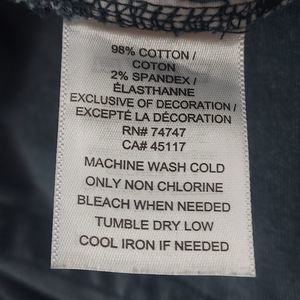 98% COTTON /
COTON
2% SPANDEX /
ÉLASTHANNE
EXCLUSIVE OF DECORATION /
EXCEPTÉ LA DÉCORATION
RN# 74747
CA# 45117
MACHINE WASH COLD
ONLY NON CHLORINE
BLEACH WHEN NEEDED
TUMBLE DRY LOW
COOL IRON IF NEEDED